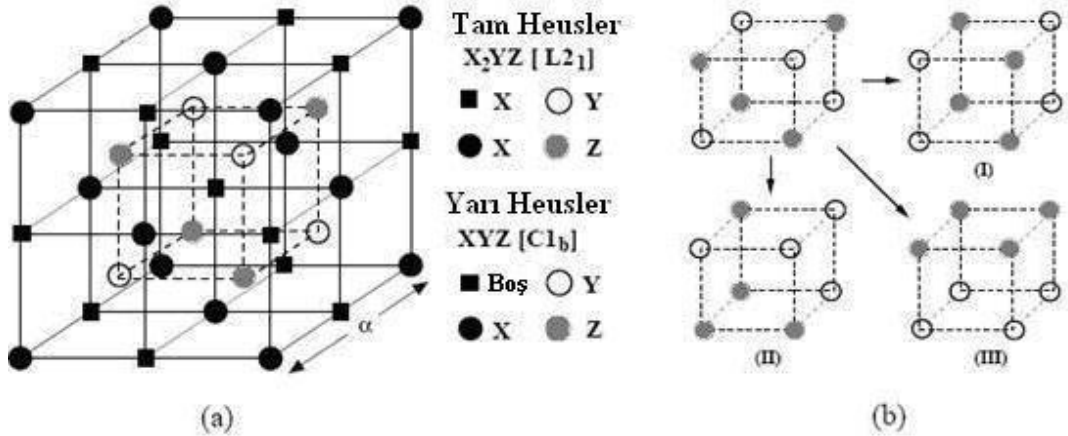 Tam Heusler
X₂YZ [ L2₁]
X Y
X Z
Yarı Heusler
XYZ [C1b]
Boş Y
X Z
α
(a)
(I)
(II)
(III)
(b)